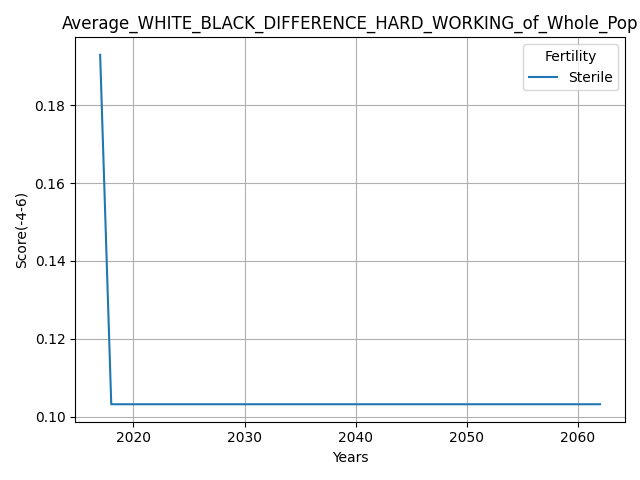 Average_WHITE_BLACK_DIFFERENCE_HARD_WORKING_of_Whole_Pop
Fertility
Sterile
Score(-4-6)
0.18
0.16
0.14
0.12
0.10
2020
2030
2040
2050
2060
Years